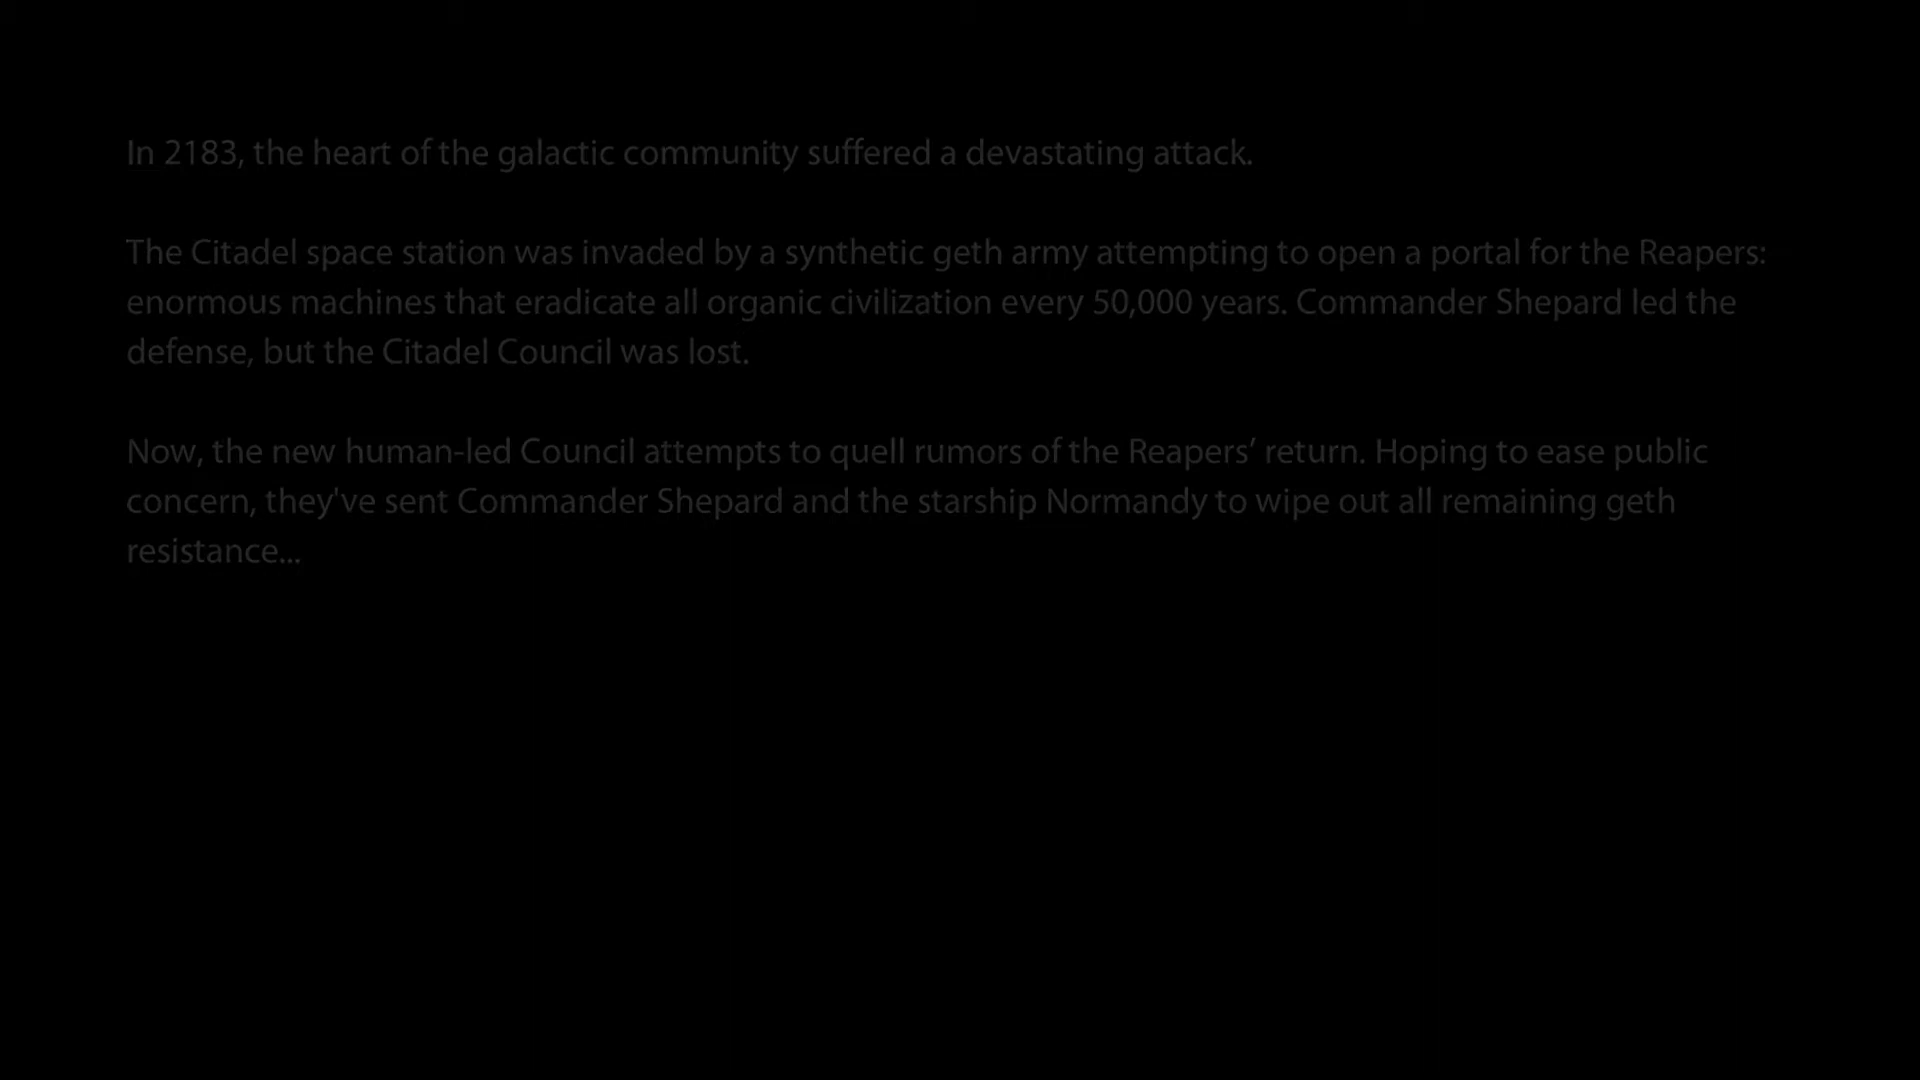 In 2183, the heart of the galactic community suffered a devastating attack.
The Citadel space station was invaded by a synthetic geth army attempting to open a portal for the Reapers:
enormous machines that eradicate all organic civilization every 50,000 years. Commander Shepard led the
defense, but the Citadel Council was lost.
Now, the new human-led Council attempts to quell rumors of the Reapers’ return. Hoping to ease public
concern, they've sent Commander Shepard and the starship Normandy to wipe out all remaining geth
resistance...